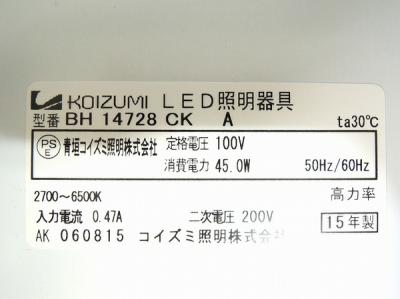 KOIZUMI LED照明器具
型番 BH 14728 CK A ta30℃
PS E 青垣コイズミ照明株式会社 定格電圧 100V
消費電力 45.0W 50Hz/60Hz
2700～6500K 高力率
入力電流 0.47A 二次電圧 200V
AK 060815 コイズミ照明株式会社 15年製